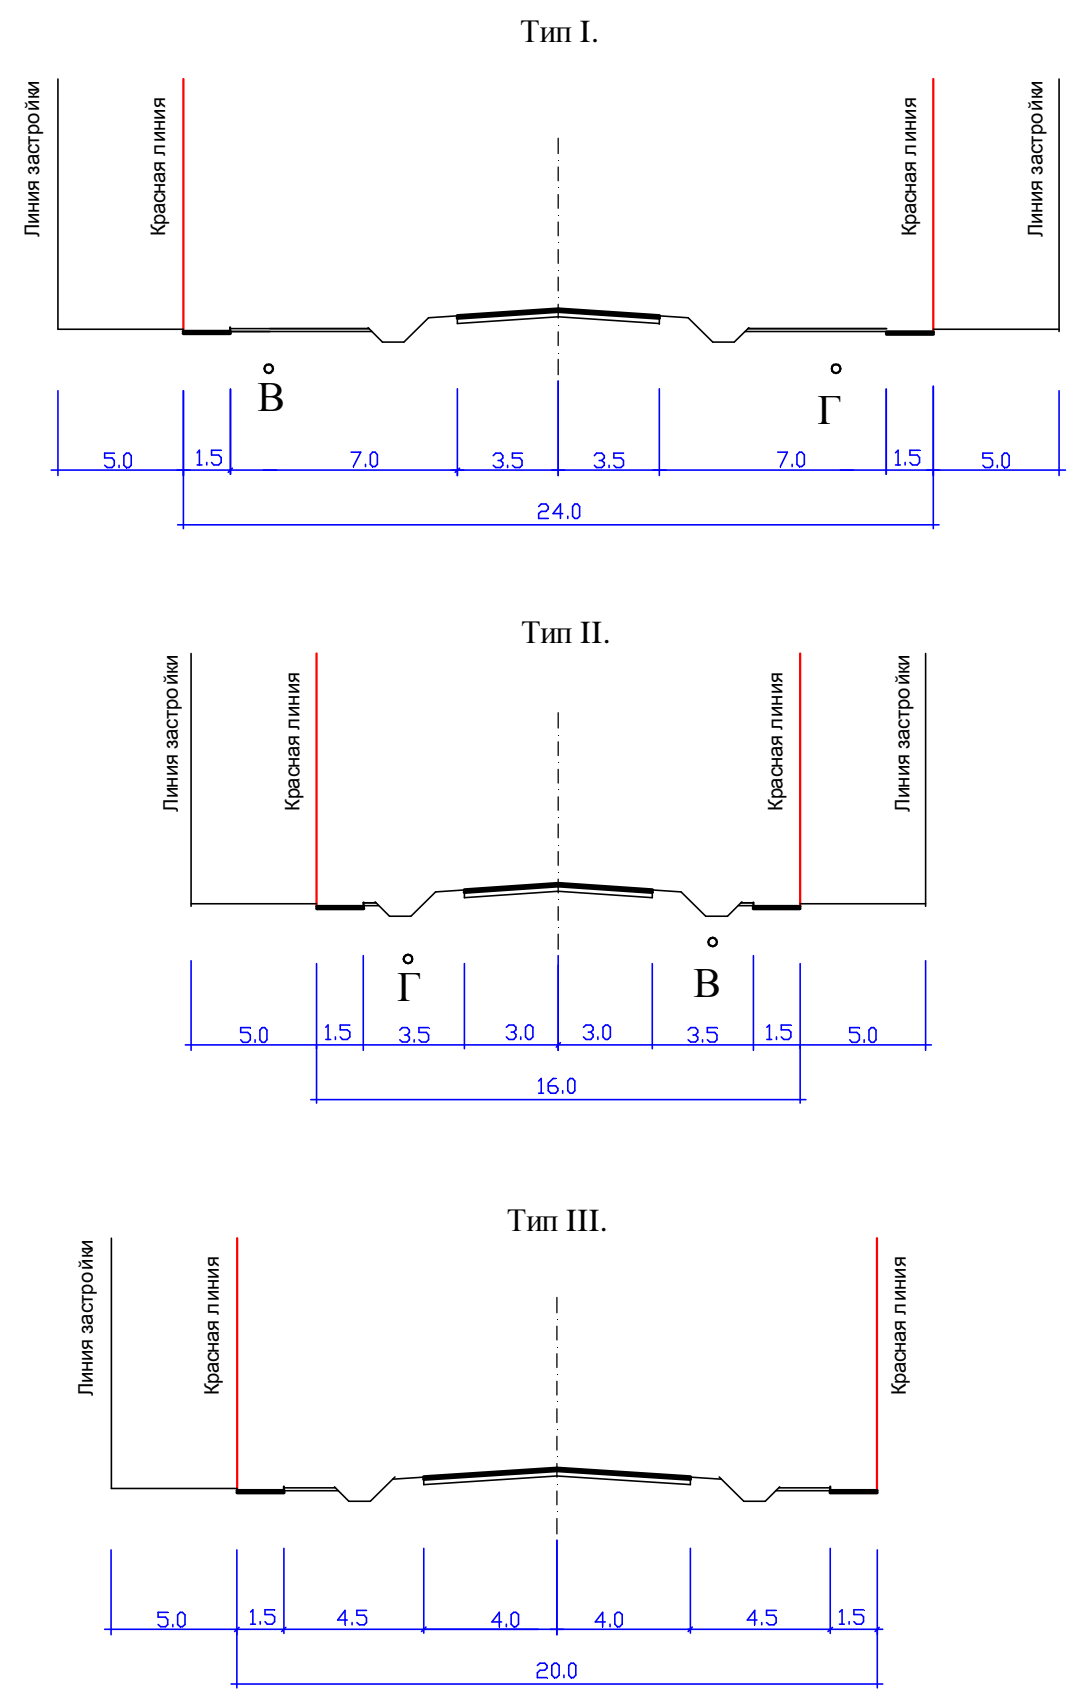 Тип I.
Линия застройки
Красная линия
Красная линия
Линия застройки
В
Г
5.0
1.5
7.0
3.5
3.5
7.0
1.5
5.0
24.0
Тип II.
Линия застройки
Красная линия
Красная линия
Линия застройки
Г
В
5.0
1.5
3.5
3.0
3.0
3.5
1.5
5.0
16.0
Тип III.
Линия застройки
Красная линия
Красная линия
5.0
1.5
4.5
4.0
4.0
4.5
1.5
20.0